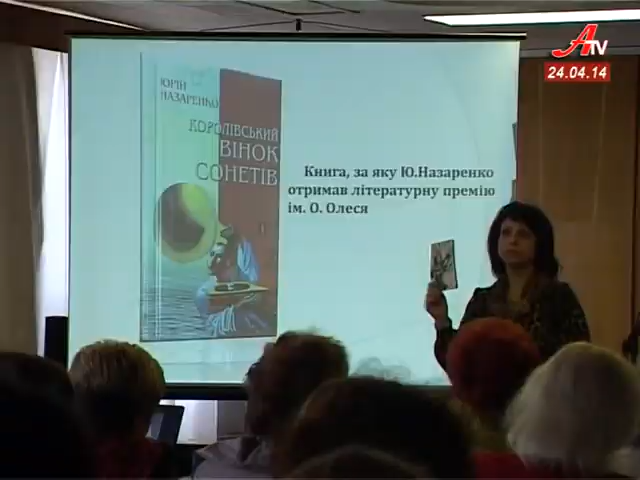 ATV
24.04.14
ЮРІЙ
НАЗАРЕНКО
КОРОЛІВСЬКИЙ
ВІНОК
СОНЕТІВ
Книга, за яку Ю.Назаренко
отримав літературну премію
ім. О. Олеся